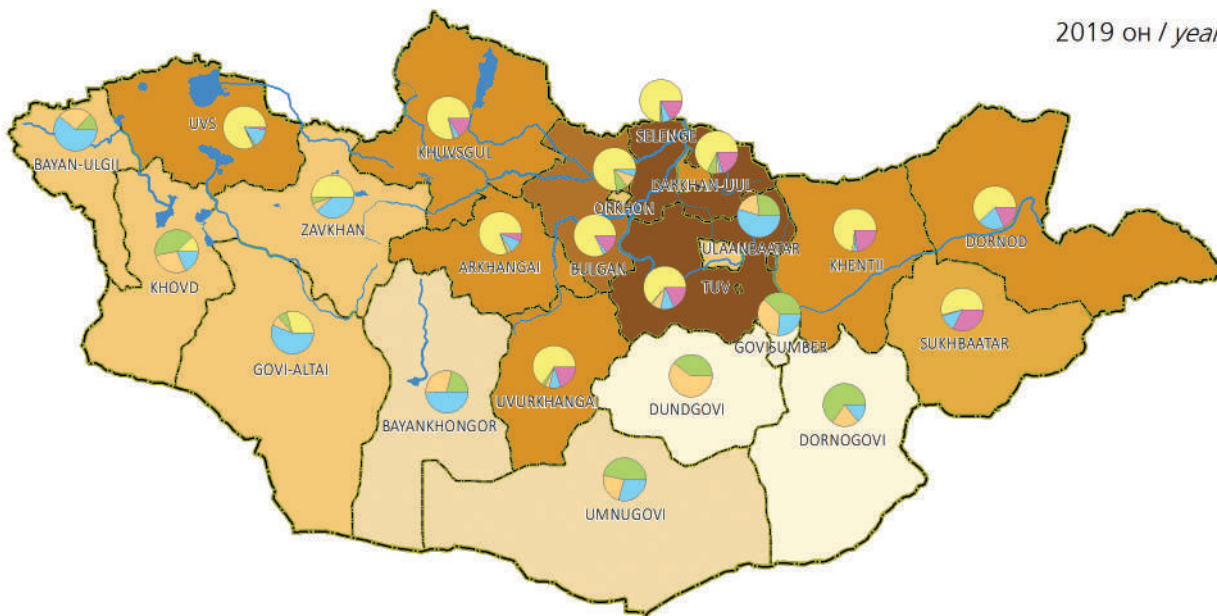 2019 он / year
UVS
BAYAN-ULGII
KHUVSGUL
SELENGE
DARKHAN-UUL
ORKHON
ZAVKHAN
ULAANBAATAR
DORNOD
KHOVD
ARKHANGAI
BULGAN
KHENTII
TUV
GOVISUMBER
SUKHBAATAR
GOVI-ALTAI
BAYANKHONGOR
UVURKHANGAI
DUNDGOVI
DORNOGOVI
UMNUGOVI